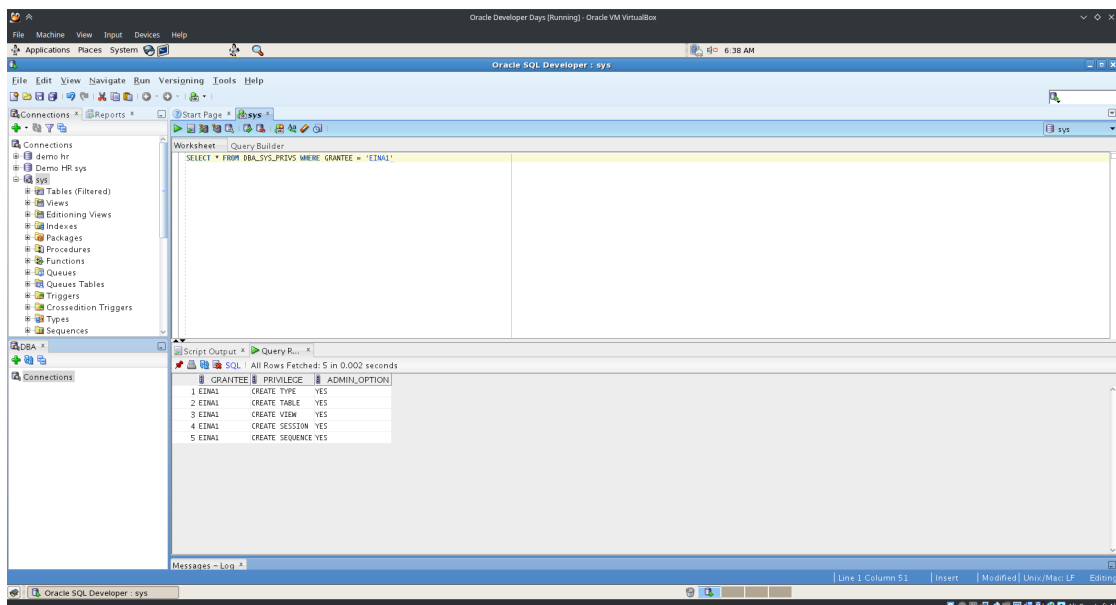 Oracle Developer Days [Running] - Oracle VM VirtualBox
File Machine View Input Devices Help
Applications Places System
6:38 AM
Oracle SQL Developer : sys
File Edit View Navigate Run Versioning Tools Help
Connections Reports
Start Page sys
sys
Worksheet Query Builder
SELECT * FROM DBA_SYS_PRIVS WHERE GRANTEE = 'EINA1'
Connections
demo hr
Demo HR sys
sys
Tables (Filtered)
Views
Editioning Views
Indexes
Packages
Procedures
Functions
Queues
Queues Tables
Triggers
Crossedition Triggers
Types
Sequences
DBA
Connections
Script Output Query R...
SQL | All Rows Fetched: 5 in 0.002 seconds
GRANTEE PRIVILEGE ADMIN_OPTION
1 EINA1 CREATE TYPE YES
2 EINA1 CREATE TABLE YES
3 EINA1 CREATE VIEW YES
4 EINA1 CREATE SESSION YES
5 EINA1 CREATE SEQUENCE YES
Messages - Log
Line 1 Column 51 | Insert | Modified | Unix/Mac: LF Editing
Oracle SQL Developer : sys